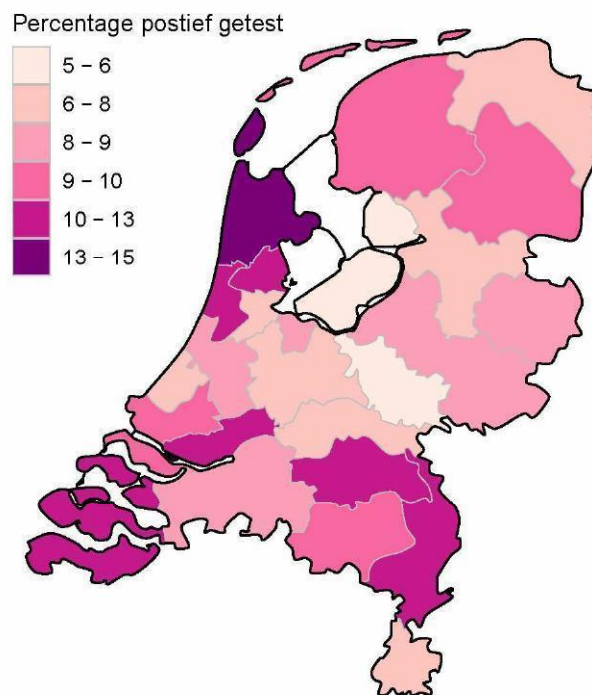 Percentage postief getest
5 – 6
6 – 8
8 – 9
9 – 10
10 – 13
13 – 15